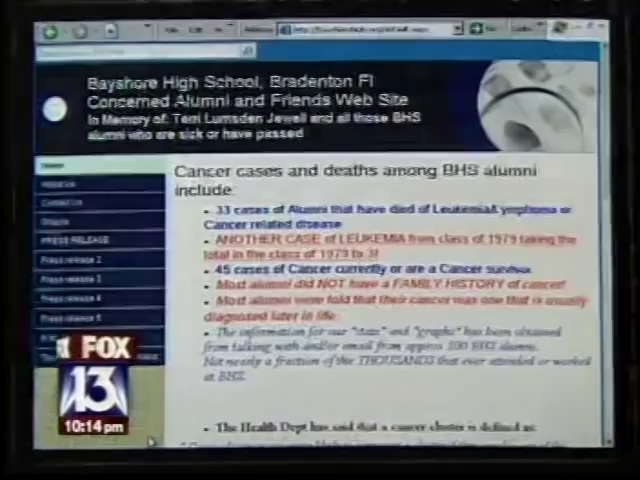 Bayshore High School, Bradenton Fl
Concerned Alumni and Friends Web Site
In Memory of: Terri Lumsden Jewell and all those BHS
alumni who are sick or have passed
Cancer cases and deaths among BHS alumni
include:
• 33 cases of Alumni that have died of Leukemia/Lymphoma or
Cancer related disease
• ANOTHER CASE of LEUKEMIA from class of 1979 taking the
total in the class of 1979 to 3!
• 45 cases of Cancer currently or are a Cancer survivor
• Most alumni did NOT have a FAMILY HISTORY of cancer!
• Most alumni were told that their cancer was one that is usually
diagnosed later in life.
• The information for our "stats" and "graphs" has been obtained
from talking with and/or email from approx 100 BHS alumni.
Not nearly a fraction of the THOUSANDS that ever attended or worked
at BHS.
• The Health Dept has said that a cancer cluster is defined as:
About Us
Contact Us
PRESS RELEASE
Press release 2
Press release 3
Press release 4
Press release 5
FOX
13
10:14 pm